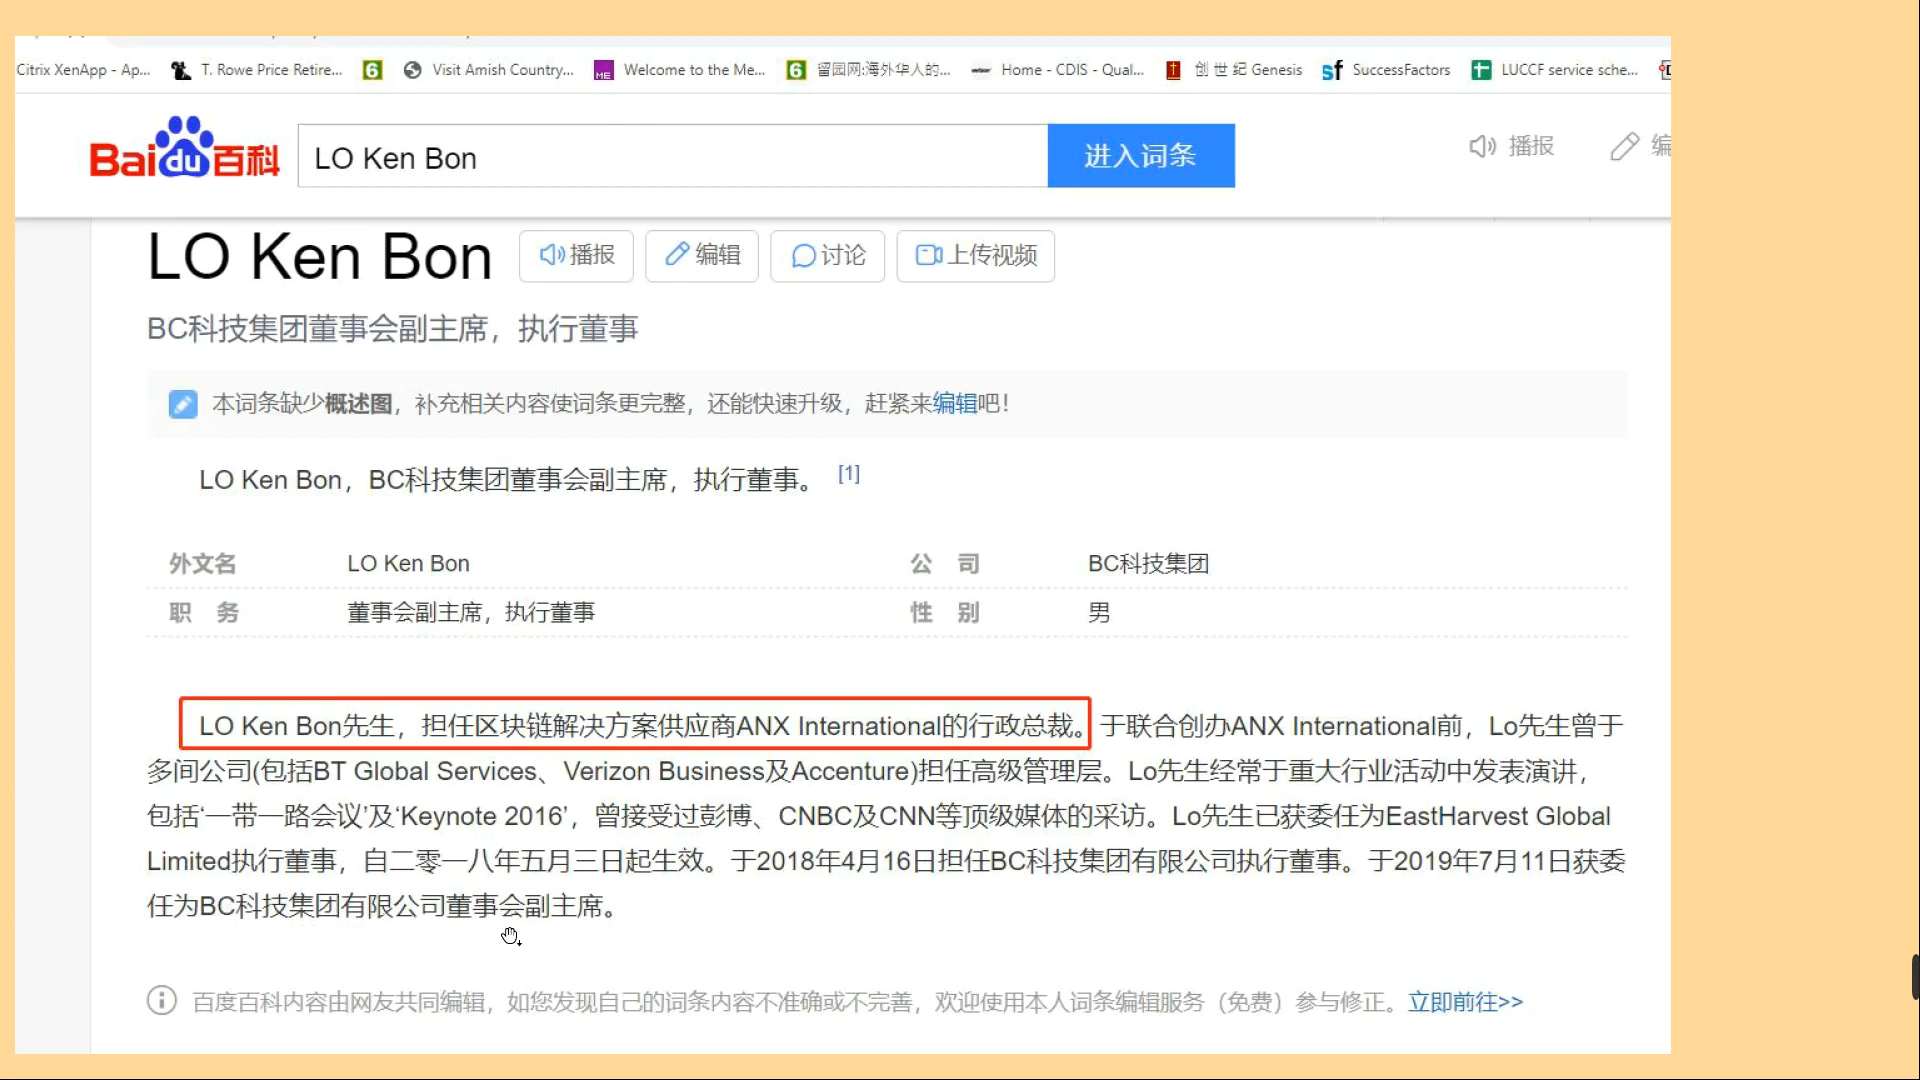 Citrix XenApp - Ap... T. Rowe Price Retire... 6 Visit Amish Country... ME Welcome to the Me... 6 留园网:海外华人的... Home - CDIS - Qual... 创 世 纪 Genesis sf SuccessFactors LUCCF service sche...
Baidu百科 LO Ken Bon 进入词条 播报 编
LO Ken Bon 播报 编辑 讨论 上传视频
BC科技集团董事会副主席，执行董事
本词条缺少概述图，补充相关内容使词条更完整，还能快速升级，赶紧来编辑吧！
LO Ken Bon，BC科技集团董事会副主席，执行董事。 [1]
外文名 LO Ken Bon 公 司 BC科技集团
职 务 董事会副主席，执行董事 性 别 男
LO Ken Bon先生，担任区块链解决方案供应商ANX International的行政总裁。于联合创办ANX International前，Lo先生曾于
多间公司(包括BT Global Services、Verizon Business及Accenture)担任高级管理层。Lo先生经常于重大行业活动中发表演讲，
包括‘一带一路会议’及‘Keynote 2016’，曾接受过彭博、CNBC及CNN等顶级媒体的采访。Lo先生已获委任为EastHarvest Global
Limited执行董事，自二零一八年五月三日起生效。于2018年4月16日担任BC科技集团有限公司执行董事。于2019年7月11日获委
任为BC科技集团有限公司董事会副主席。
百度百科内容由网友共同编辑，如您发现自己的词条内容不准确或不完善，欢迎使用本人词条编辑服务（免费）参与修正。立即前往>>